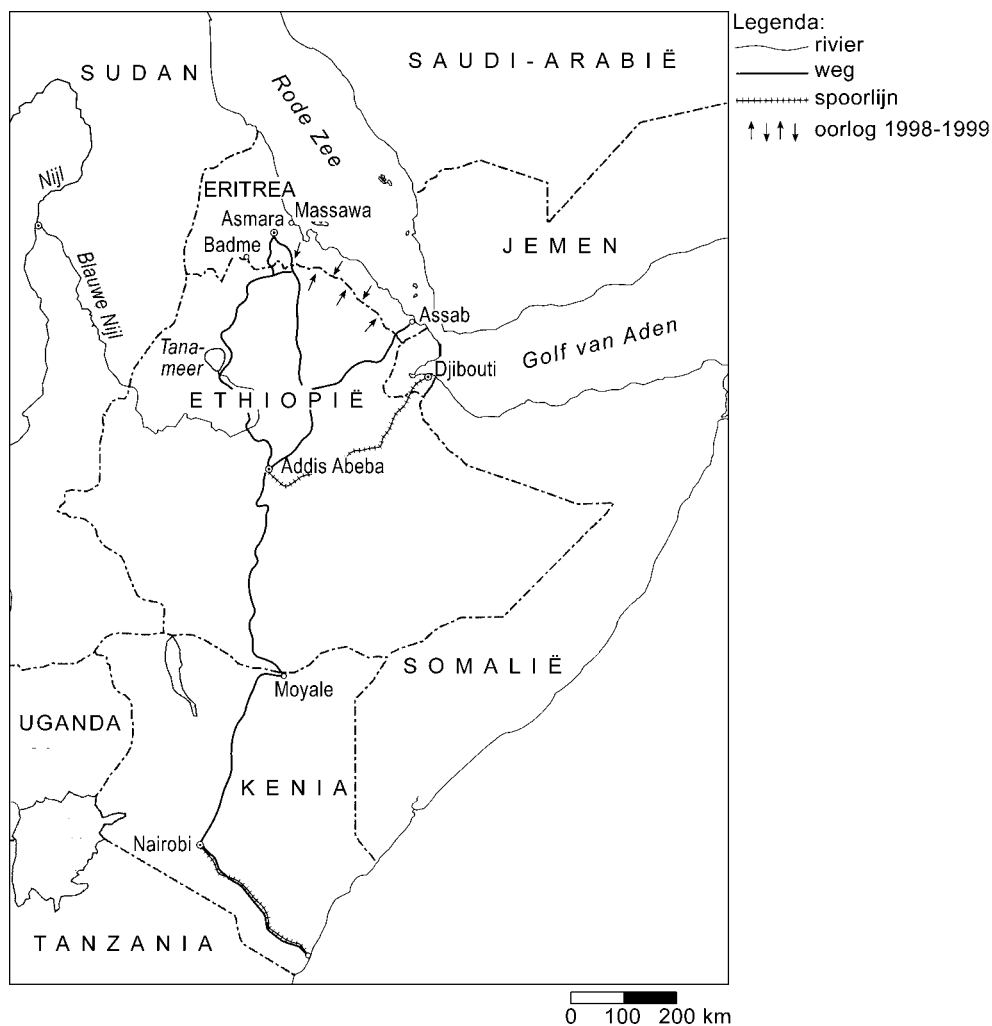 Legenda:
rivier
weg
spoorlijn
oorlog 1998-1999
SAUDI-ARABIË
SUDAN
Rode Zee
Nijl
ERITREA
Massawa
Asmara
Badme
JEMEN
Blauwe Nijl
Assab
Golf van Aden
Tana-
meer
Djibouti
ETHIOPIË
Addis Abeba
SOMALIË
Moyale
UGANDA
KENIA
Nairobi
TANZANIA
0 100 200 km